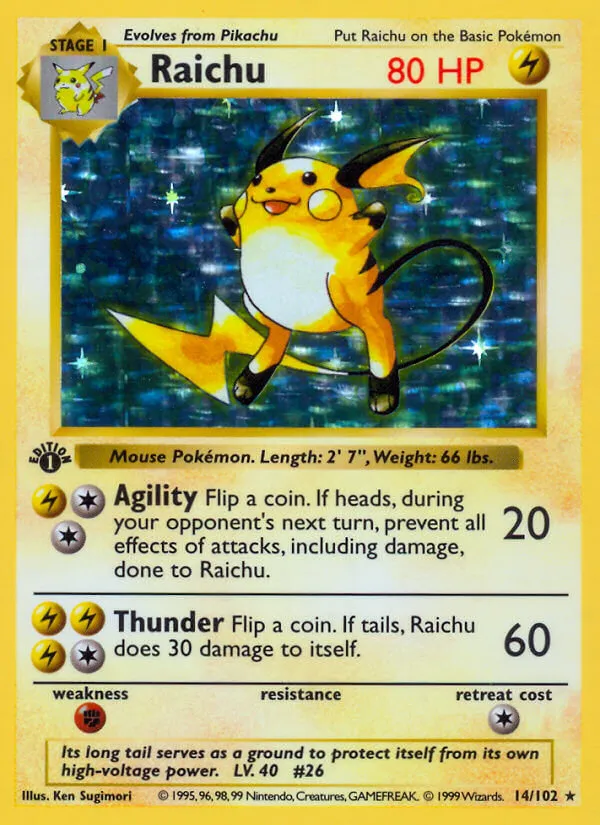 Evolves from Pikachu
Put Raichu on the Basic Pokémon
STAGE 1
Raichu
80 HP
EDITION
1
Mouse Pokémon. Length: 2' 7", Weight: 66 lbs.
Agility Flip a coin. If heads, during
your opponent's next turn, prevent all
effects of attacks, including damage,
done to Raichu.
20
Thunder Flip a coin. If tails, Raichu
does 30 damage to itself.
60
weakness
resistance
retreat cost
Its long tail serves as a ground to protect itself from its own
high-voltage power. LV. 40 #26
Illus. Ken Sugimori
© 1995, 96, 98, 99 Nintendo, Creatures, GAMEFREAK. © 1999 Wizards.
14/102 ★